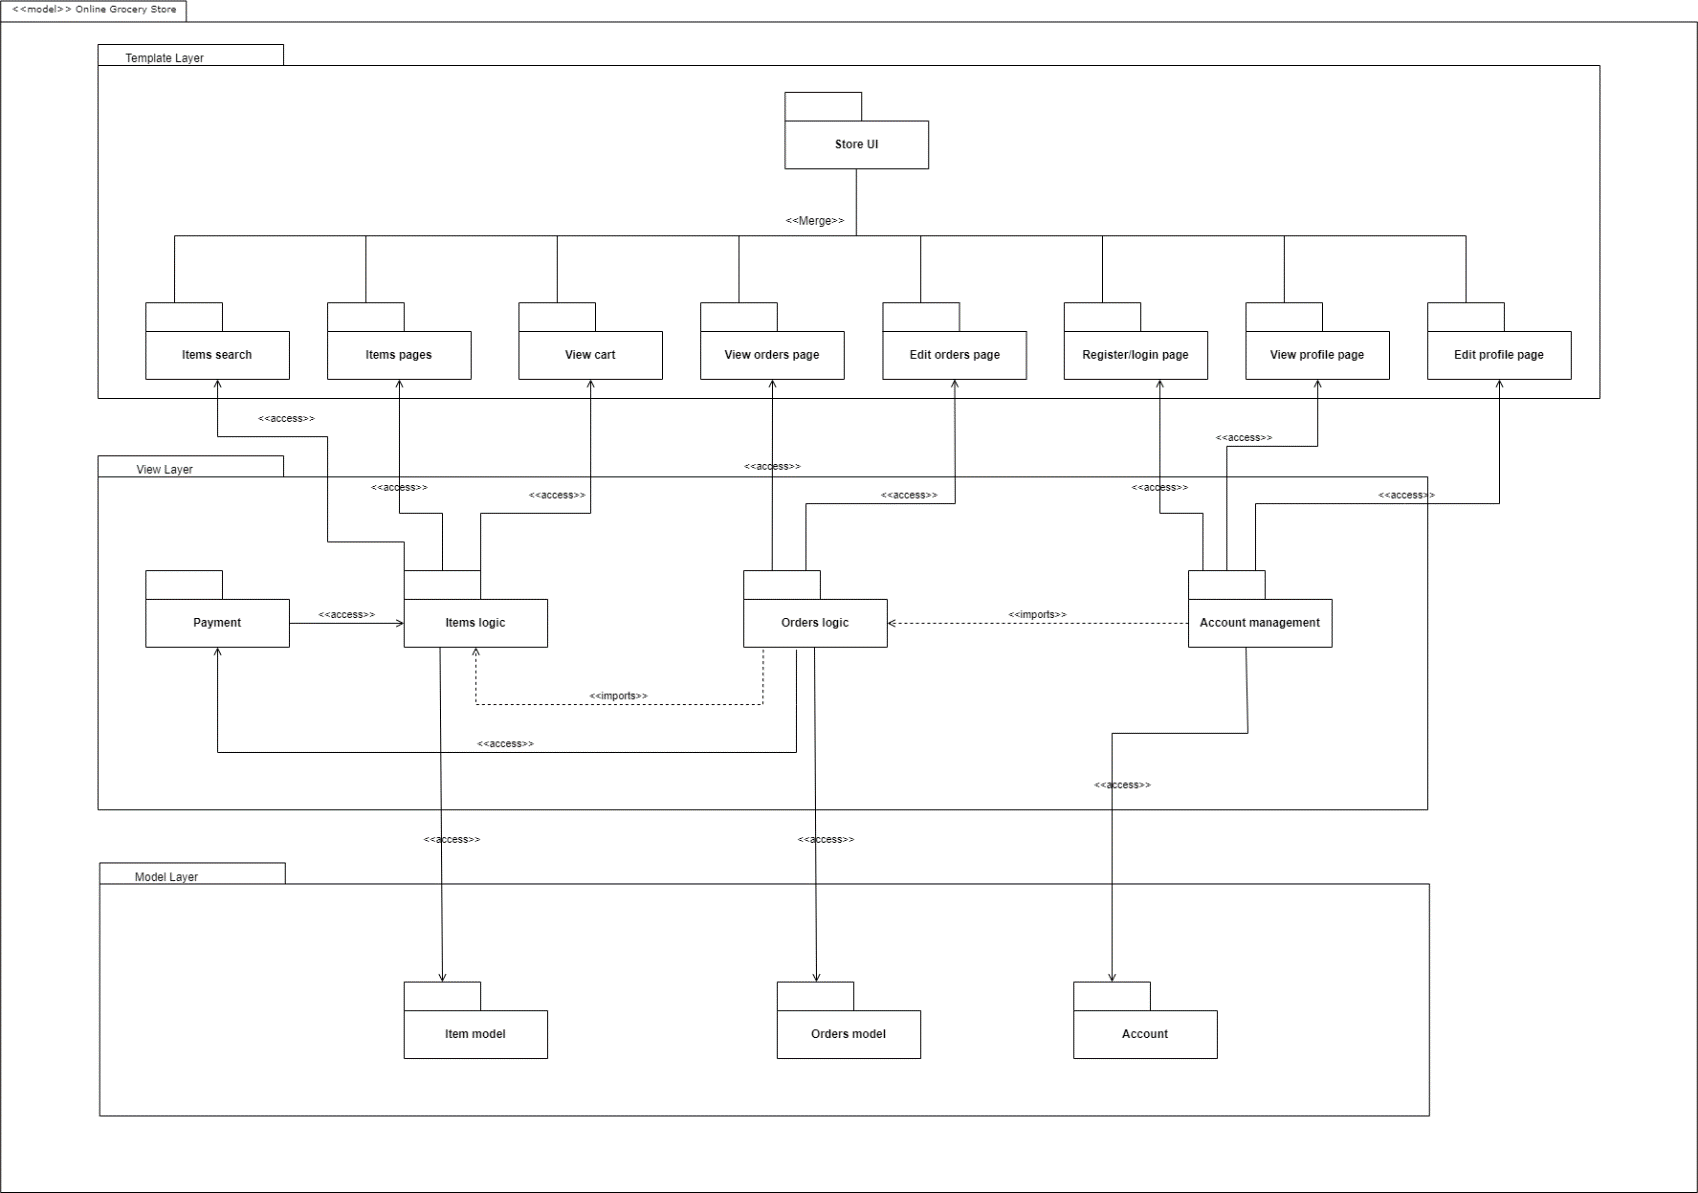 <<model>> Online Grocery Store
Template Layer
Store UI
<<Merge>>
Items search
Items pages
View cart
View orders page
Edit orders page
Register/login page
View profile page
Edit profile page
<<access>>
<<access>>
<<access>>
View Layer
<<access>>
<<access>>
<<access>>
<<access>>
<<access>>
Payment
<<access>>
Items logic
Orders logic
<<imports>>
Account management
<<imports>>
<<access>>
<<access>>
<<access>>
<<access>>
Model Layer
Item model
Orders model
Account